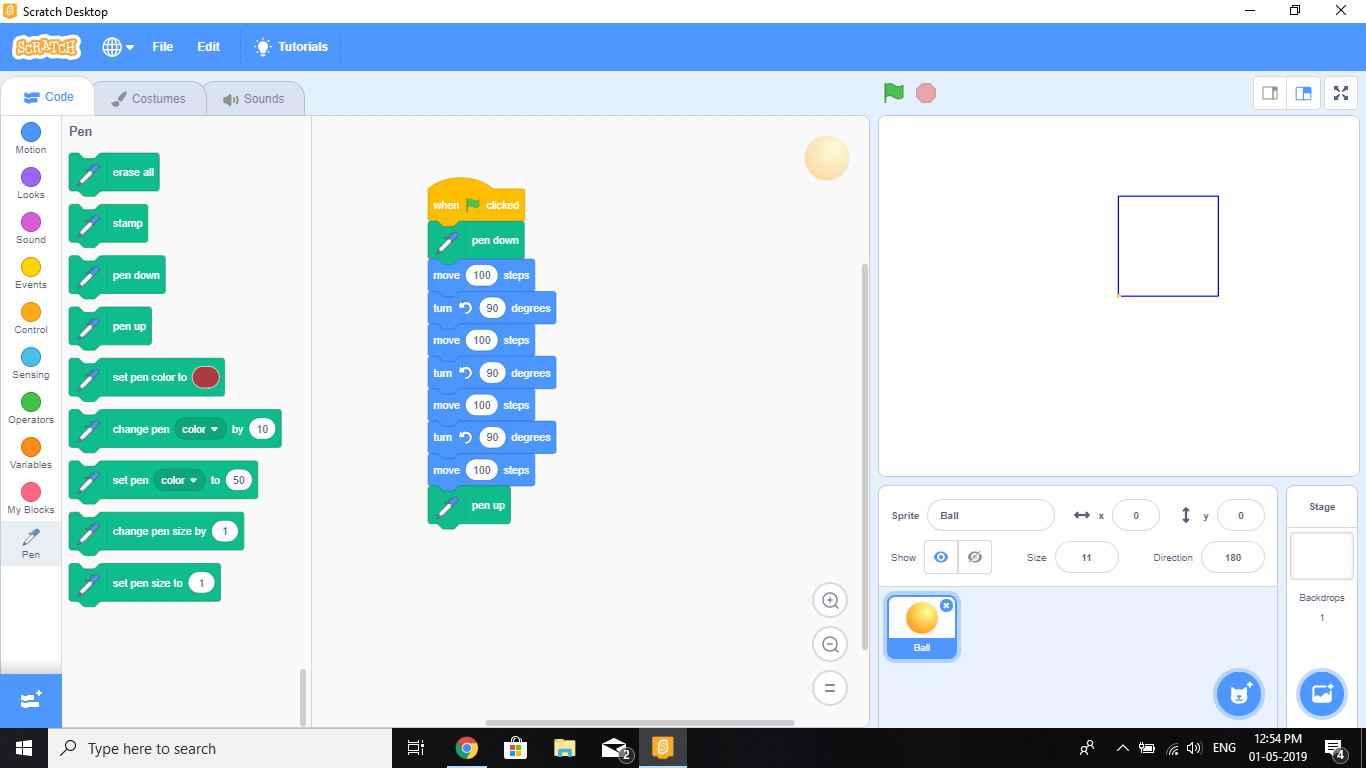 Scratch Desktop
SCRATCH File Edit Tutorials
Code Costumes Sounds
Motion
Looks
Sound
Events
Control
Sensing
Operators
Variables
My Blocks
Pen
Pen
erase all
stamp
pen down
pen up
set pen color to
change pen color by 10
set pen color to 50
change pen size by 1
set pen size to 1
when clicked
pen down
move 100 steps
turn 90 degrees
move 100 steps
turn 90 degrees
move 100 steps
turn 90 degrees
move 100 steps
pen up
Sprite Ball x 0 y 0
Show Size 11 Direction 180
Ball
Stage
Backdrops
1
Type here to search
2
ENG
12:54 PM
01-05-2019
4